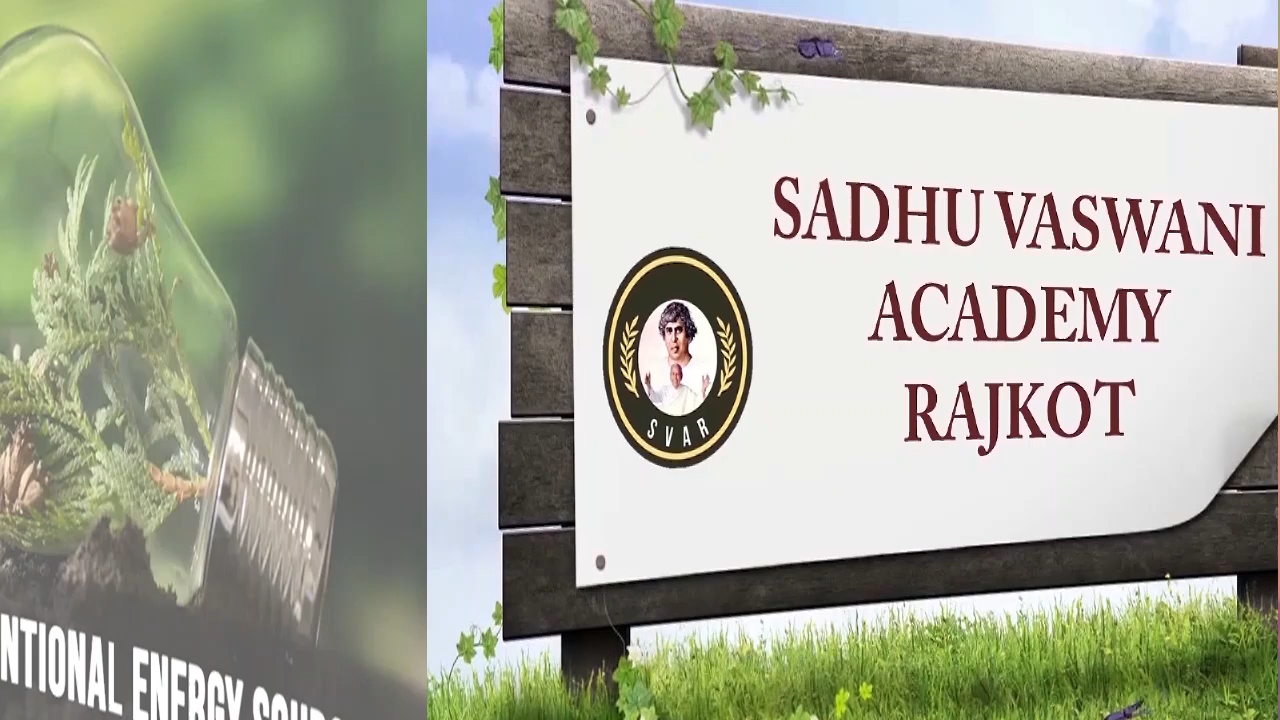 SADHU VASWANI
ACADEMY
RAJKOT
SVAR
NTIONAL ENERGY